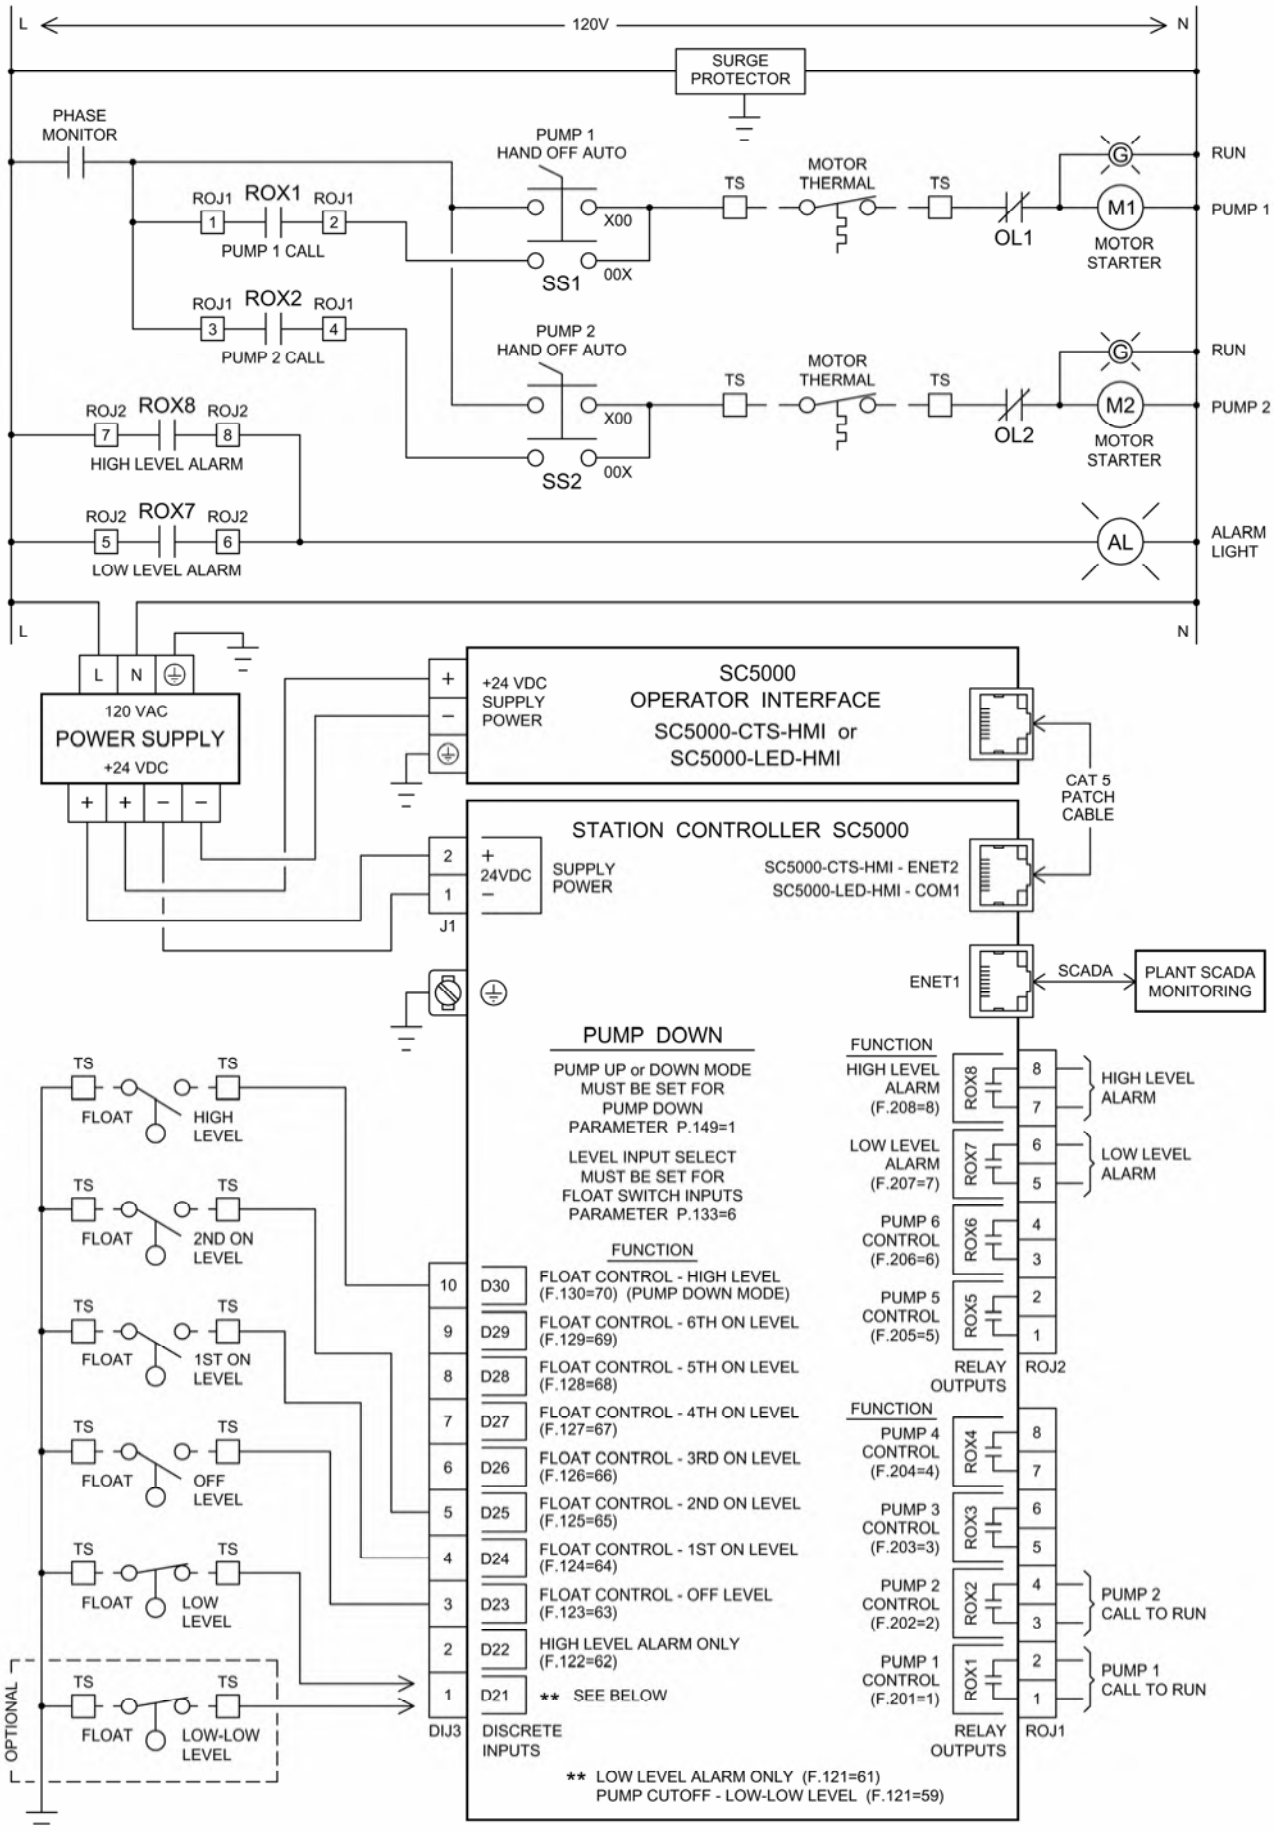 L 120V N
SURGE
PROTECTOR
PHASE
MONITOR
PUMP 1
HAND OFF AUTO
MOTOR
THERMAL
G RUN
ROJ1 ROX1 ROJ1
1 2
PUMP 1 CALL
X00
TS TS
OL1
M1 PUMP 1
MOTOR
STARTER
SS1 00X
ROJ1 ROX2 ROJ1
3 4
PUMP 2 CALL
PUMP 2
HAND OFF AUTO
MOTOR
THERMAL
G RUN
X00
TS TS
OL2
M2 PUMP 2
MOTOR
STARTER
SS2 00X
ROJ2 ROX8 ROJ2
7 8
HIGH LEVEL ALARM
ROJ2 ROX7 ROJ2
5 6
LOW LEVEL ALARM
AL ALARM
LIGHT
L N
L N
120 VAC
POWER SUPPLY
+24 VDC
+ + − −
+
−
+24 VDC
SUPPLY
POWER
SC5000
OPERATOR INTERFACE
SC5000-CTS-HMI or
SC5000-LED-HMI
CAT 5
PATCH
CABLE
STATION CONTROLLER SC5000
2 +
24VDC
1 −
J1
SUPPLY
POWER
SC5000-CTS-HMI - ENET2
SC5000-LED-HMI - COM1
ENET1
SCADA
PLANT SCADA
MONITORING
PUMP DOWN
PUMP UP or DOWN MODE
MUST BE SET FOR
PUMP DOWN
PARAMETER P.149=1
LEVEL INPUT SELECT
MUST BE SET FOR
FLOAT SWITCH INPUTS
PARAMETER P.133=6
TS TS
FLOAT HIGH
LEVEL
TS TS
FLOAT 2ND ON
LEVEL
TS TS
FLOAT 1ST ON
LEVEL
TS TS
FLOAT OFF
LEVEL
TS TS
FLOAT LOW
LEVEL
OPTIONAL
TS TS
FLOAT LOW-LOW
LEVEL
FUNCTION
10 D30 FLOAT CONTROL - HIGH LEVEL
(F.130=70) (PUMP DOWN MODE)
9 D29 FLOAT CONTROL - 6TH ON LEVEL
(F.129=69)
8 D28 FLOAT CONTROL - 5TH ON LEVEL
(F.128=68)
7 D27 FLOAT CONTROL - 4TH ON LEVEL
(F.127=67)
6 D26 FLOAT CONTROL - 3RD ON LEVEL
(F.126=66)
5 D25 FLOAT CONTROL - 2ND ON LEVEL
(F.125=65)
4 D24 FLOAT CONTROL - 1ST ON LEVEL
(F.124=64)
3 D23 FLOAT CONTROL - OFF LEVEL
(F.123=63)
2 D22 HIGH LEVEL ALARM ONLY
(F.122=62)
1 D21 ** SEE BELOW
DIJ3 DISCRETE
INPUTS
FUNCTION
HIGH LEVEL
ALARM
(F.208=8)
ROX8 8
7
HIGH LEVEL
ALARM
LOW LEVEL
ALARM
(F.207=7)
ROX7 6
5
LOW LEVEL
ALARM
PUMP 6
CONTROL
(F.206=6)
ROX6 4
3
PUMP 5
CONTROL
(F.205=5)
ROX5 2
1
RELAY
OUTPUTS
ROJ2
FUNCTION
PUMP 4
CONTROL
(F.204=4)
ROX4 8
7
PUMP 3
CONTROL
(F.203=3)
ROX3 6
5
PUMP 2
CONTROL
(F.202=2)
ROX2 4
3
PUMP 2
CALL TO RUN
PUMP 1
CONTROL
(F.201=1)
ROX1 2
1
PUMP 1
CALL TO RUN
RELAY
OUTPUTS
ROJ1
** LOW LEVEL ALARM ONLY (F.121=61)
PUMP CUTOFF - LOW-LOW LEVEL (F.121=59)